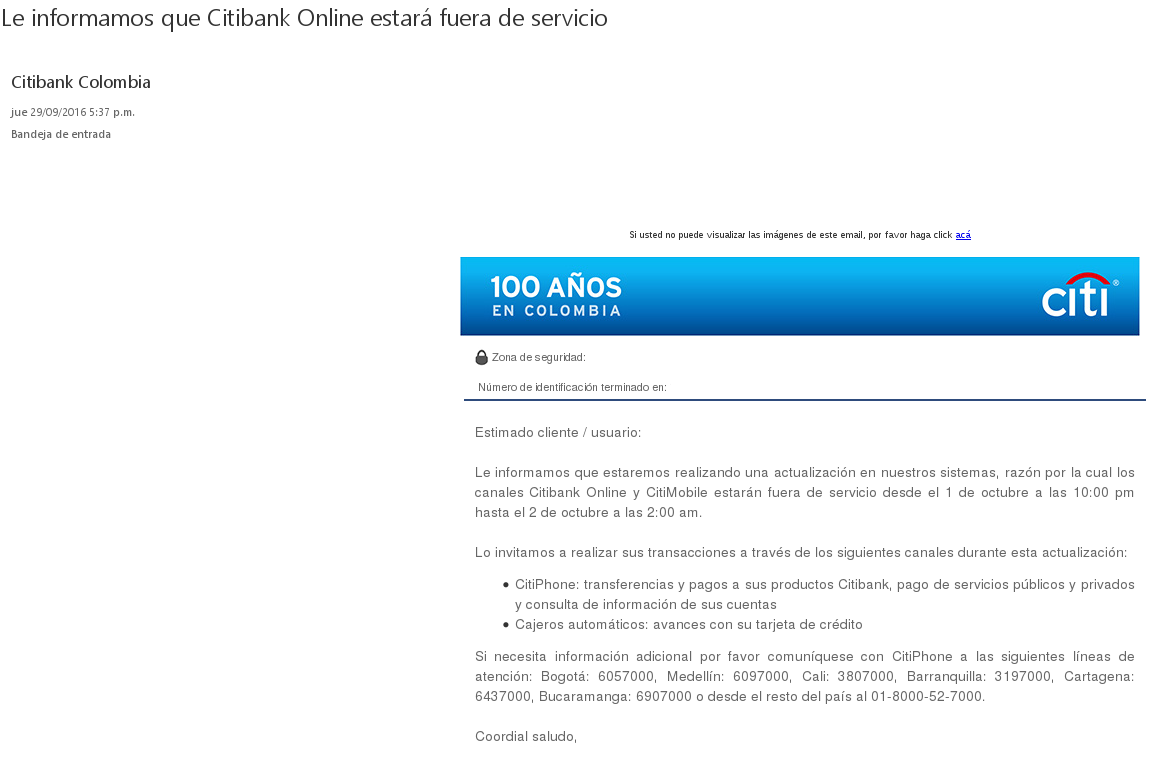 Le informamos que Citibank Online estará fuera de servicio
Citibank Colombia
jue 29/09/2016 5:37 p.m.
Bandeja de entrada
Si usted no puede visualizar las imágenes de este email, por favor haga click acá
100 AÑOS
EN COLOMBIA
citi®
Zona de seguridad:
Número de identificación terminado en:
Estimado cliente / usuario:
Le informamos que estaremos realizando una actualización en nuestros sistemas, razón por la cual los
canales Citibank Online y CitiMobile estarán fuera de servicio desde el 1 de octubre a las 10:00 pm
hasta el 2 de octubre a las 2:00 am.
Lo invitamos a realizar sus transacciones a través de los siguientes canales durante esta actualización:
• CitiPhone: transferencias y pagos a sus productos Citibank, pago de servicios públicos y privados
y consulta de información de sus cuentas
• Cajeros automáticos: avances con su tarjeta de crédito
Si necesita información adicional por favor comuníquese con CitiPhone a las siguientes líneas de
atención: Bogotá: 6057000, Medellín: 6097000, Cali: 3807000, Barranquilla: 3197000, Cartagena:
6437000, Bucaramanga: 6907000 o desde el resto del país al 01-8000-52-7000.
Coordial saludo,